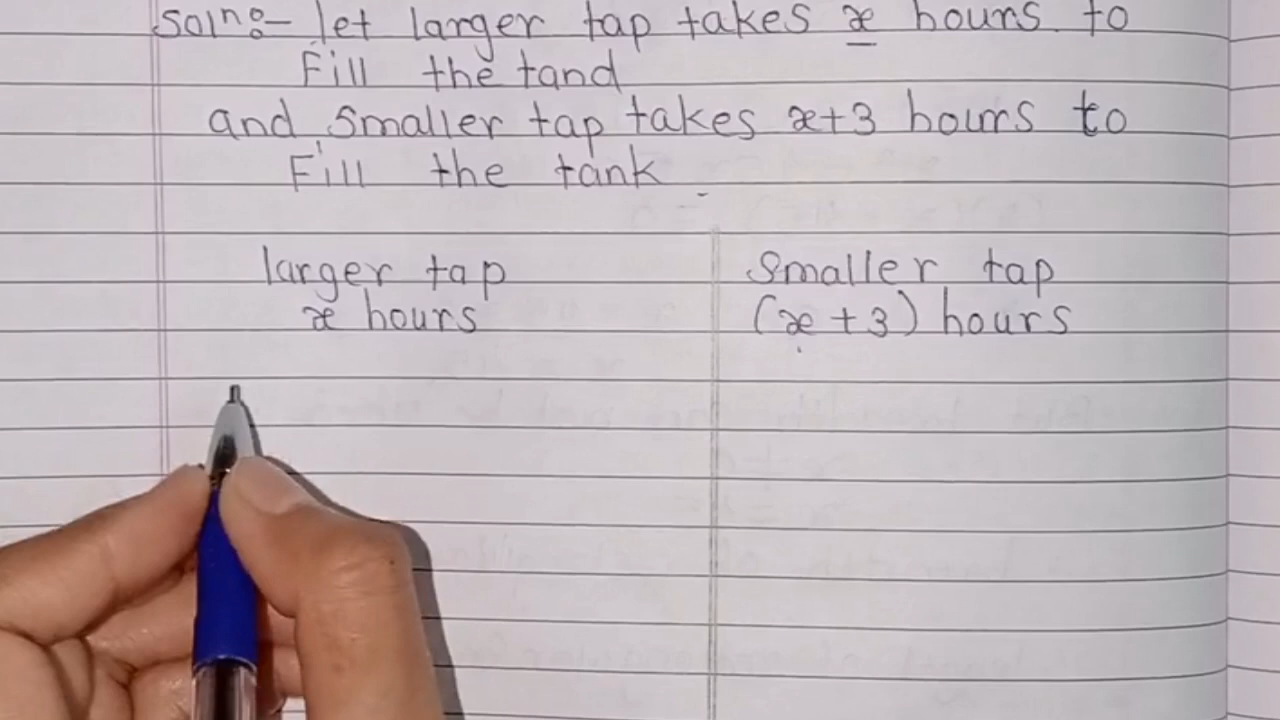 Soln:- let larger tap takes x hours to
Fill the tand
and smaller tap takes x+3 hours to
Fill the tank
larger tap
x hours
Smaller tap
(x+3) hours